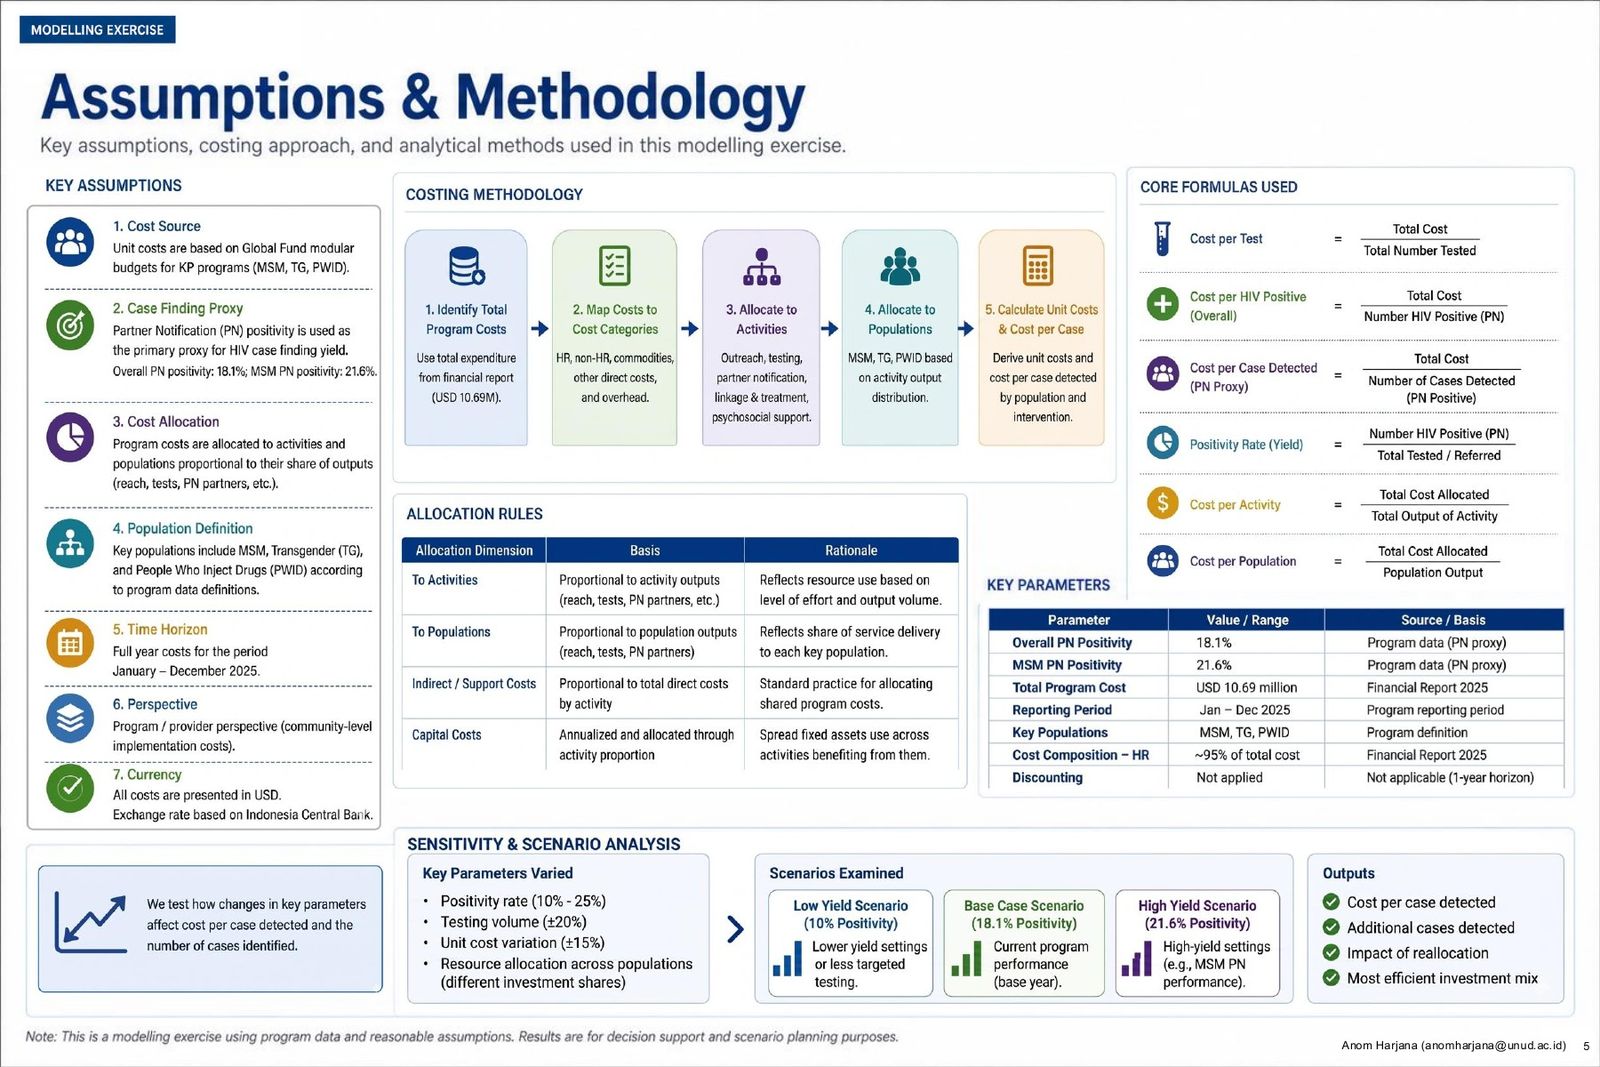 MODELLING EXERCISE
Assumptions & Methodology
Key assumptions, costing approach, and analytical methods used in this modelling exercise.
KEY ASSUMPTIONS
1. Cost Source
Unit costs are based on Global Fund modular
budgets for KP programs (MSM, TG, PWID).
2. Case Finding Proxy
Partner Notification (PN) positivity is used as
the primary proxy for HIV case finding yield.
Overall PN positivity: 18.1%; MSM PN positivity: 21.6%.
3. Cost Allocation
Program costs are allocated to activities and
populations proportional to their share of outputs
(reach, tests, PN partners, etc.).
4. Population Definition
Key populations include MSM, Transgender (TG),
and People Who Inject Drugs (PWID) according
to program data definitions.
5. Time Horizon
Full year costs for the period
January – December 2025.
6. Perspective
Program / provider perspective (community-level
implementation costs).
7. Currency
All costs are presented in USD.
Exchange rate based on Indonesia Central Bank.
COSTING METHODOLOGY
1. Identify Total
Program Costs
Use total expenditure
from financial report
(USD 10.69M).
2. Map Costs to
Cost Categories
HR, non-HR, commodities,
other direct costs,
and overhead.
3. Allocate to
Activities
Outreach, testing,
partner notification,
linkage & treatment,
psychosocial support.
4. Allocate to
Populations
MSM, TG, PWID based
on activity output
distribution.
5. Calculate Unit Costs
& Cost per Case
Derive unit costs and
cost per case detected
by population and
intervention.
CORE FORMULAS USED
Cost per Test = Total Cost
Total Number Tested
Cost per HIV Positive
(Overall) = Total Cost
Number HIV Positive (PN)
Cost per Case Detected
(PN Proxy) = Total Cost
Number of Cases Detected
(PN Positive)
Positivity Rate (Yield) = Number HIV Positive (PN)
Total Tested / Referred
Cost per Activity = Total Cost Allocated
Total Output of Activity
Cost per Population = Total Cost Allocated
Population Output
ALLOCATION RULES
Allocation Dimension Basis Rationale
To Activities Proportional to activity outputs Reflects resource use based on
(reach, tests, PN partners, etc.) level of effort and output volume.
To Populations Proportional to population outputs Reflects share of service delivery
(reach, tests, PN partners) to each key population.
Indirect / Support Costs Proportional to total direct costs Standard practice for allocating
by activity shared program costs.
Capital Costs Annualized and allocated through Spread fixed assets use across
activity proportion activities benefiting from them.
KEY PARAMETERS
Parameter Value / Range Source / Basis
Overall PN Positivity 18.1% Program data (PN proxy)
MSM PN Positivity 21.6% Program data (PN proxy)
Total Program Cost USD 10.69 million Financial Report 2025
Reporting Period Jan – Dec 2025 Program reporting period
Key Populations MSM, TG, PWID Program definition
Cost Composition – HR ~95% of total cost Financial Report 2025
Discounting Not applied Not applicable (1-year horizon)
We test how changes in key parameters
affect cost per case detected and the
number of cases identified.
SENSITIVITY & SCENARIO ANALYSIS
Key Parameters Varied
• Positivity rate (10% - 25%)
• Testing volume (±20%)
• Unit cost variation (±15%)
• Resource allocation across populations
(different investment shares)
Scenarios Examined
Low Yield Scenario
(10% Positivity)
Lower yield settings
or less targeted
testing.
Base Case Scenario
(18.1% Positivity)
Current program
performance
(base year).
High Yield Scenario
(21.6% Positivity)
High-yield settings
(e.g., MSM PN
performance).
Outputs
Cost per case detected
Additional cases detected
Impact of reallocation
Most efficient investment mix
Note: This is a modelling exercise using program data and reasonable assumptions. Results are for decision support and scenario planning purposes.
Anom Harjana (anomharjana@unud.ac.id) 5